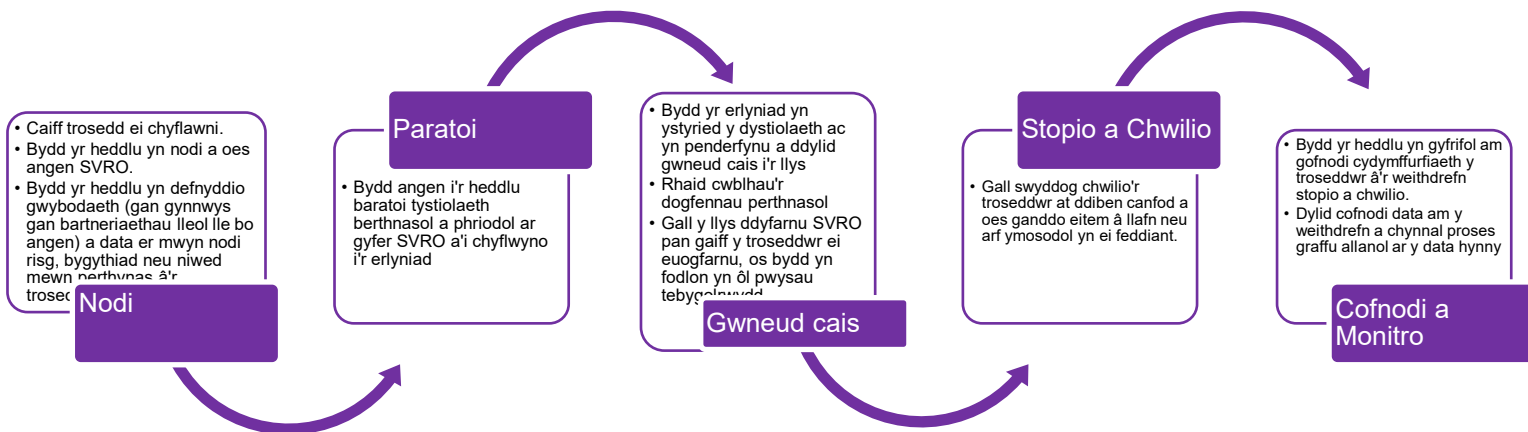 • Caiff trosedd ei chyflawni.
• Bydd yr heddlu yn nodi a oes
angen SVRO.
• Bydd yr heddlu yn defnyddio
gwybodaeth (gan gynnwys
gan bartneriaethau lleol lle bo
angen) a data er mwyn nodi
risg, bygythiad neu niwed
mewn perthynas â'r
Nodi
Paratoi
• Bydd angen i'r heddlu
baratoi tystiolaeth
berthnasol a phriodol ar
gyfer SVRO a'i chyflwyno
i'r erlyniad
• Bydd yr erlyniad yn
ystyried y dystiolaeth ac
yn penderfynu a ddylid
gwneud cais i'r llys
• Rhaid cwblhau'r
dogfennau perthnasol
• Gall y llys ddyfarnu SVRO
pan gaiff y troseddwr ei
euogfarnu, os bydd yn
fodlon yn ôl pwysau
tebygolrwydd
Gwneud cais
Stopio a Chwilio
• Gall swyddog chwilio'r
troseddwr at ddiben canfod a
oes ganddo eitem â llafn neu
arf ymosodol yn ei feddiant.
• Bydd yr heddlu yn gyfrifol am
gofnodi cydymffurfiaeth y
troseddwr â'r weithdrefn
stopio a chwilio.
• Dylid cofnodi data am y
weithdrefn a chynnal proses
graffu allanol ar y data hynny
Cofnodi a
Monitro